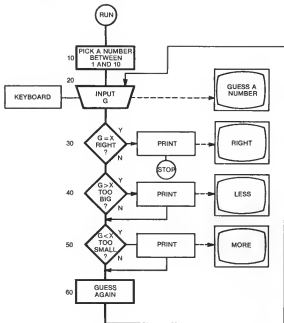 RUN
10
PICK A NUMBER
BETWEEN
1 AND 10
20
KEYBOARD
INPUT
G
GUESS A
NUMBER
30
G = X
RIGHT
?
Y
N
PRINT
RIGHT
STOP
40
G > X
TOO
BIG
?
Y
N
PRINT
LESS
50
G < X
TOO
SMALL
?
Y
N
PRINT
MORE
60
GUESS
AGAIN